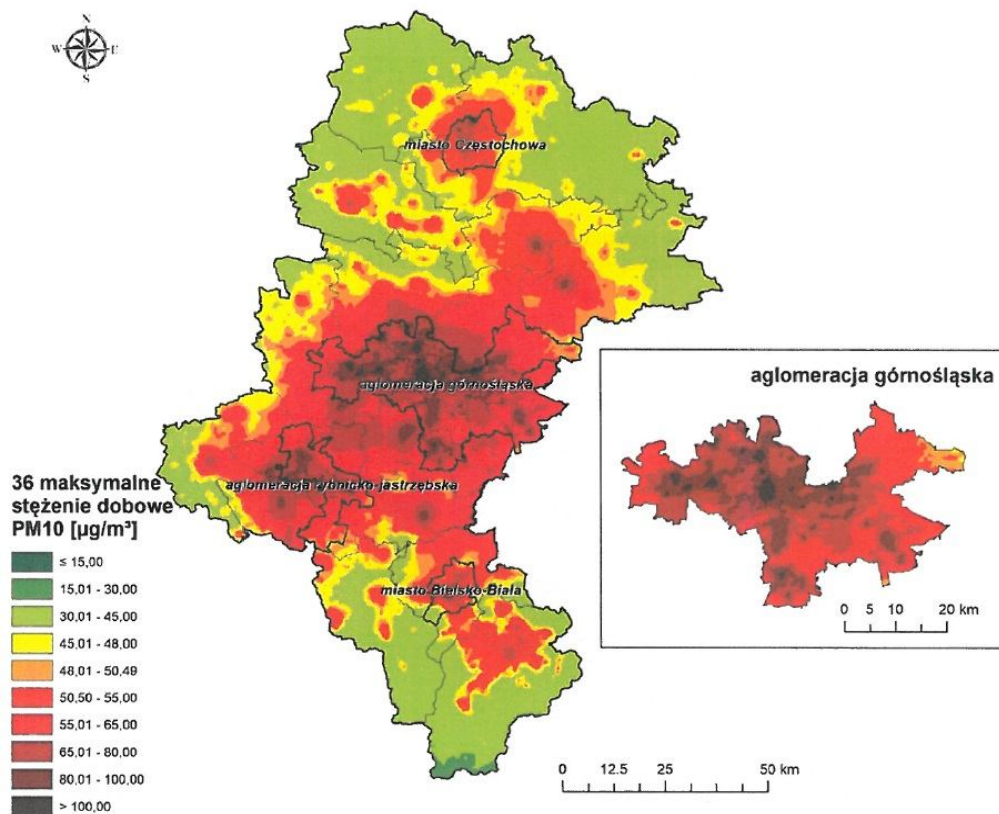 N
W U
S
miasto Częstochowa
aglomeracja górnośląska
aglomeracja rybnicko-jastrzębska
miasto Bielsko-Biała
36 maksymalne
stężenie dobowe
PM10 [µg/m³]
≤ 15,00
15,01 - 30,00
30,01 - 45,00
45,01 - 48,00
48,01 - 50,49
50,50 - 55,00
55,01 - 65,00
65,01 - 80,00
80,01 - 100,00
> 100,00
0 12.5 25 50 km
aglomeracja górnośląska
0 5 10 20 km